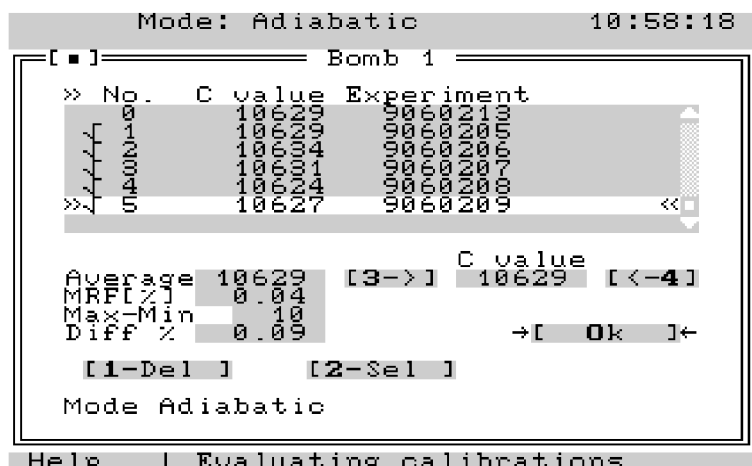 Mode: Adiabatic 10:58:18
[■] Bomb 1
» No. C value Experiment
0 10629 9060213
√ 1 10629 9060205
√ 2 10634 9060206
√ 3 10631 9060207
√ 4 10624 9060208
»√ 5 10627 9060209 «
C value
Average 10629 [3->] 10629 [<-4]
MRF[%] 0.04
Max-Min 10
Diff % 0.09 →[ Ok ]←
[1-Del ] [2-Sel ]
Mode Adiabatic
Help | Evaluating calibrations